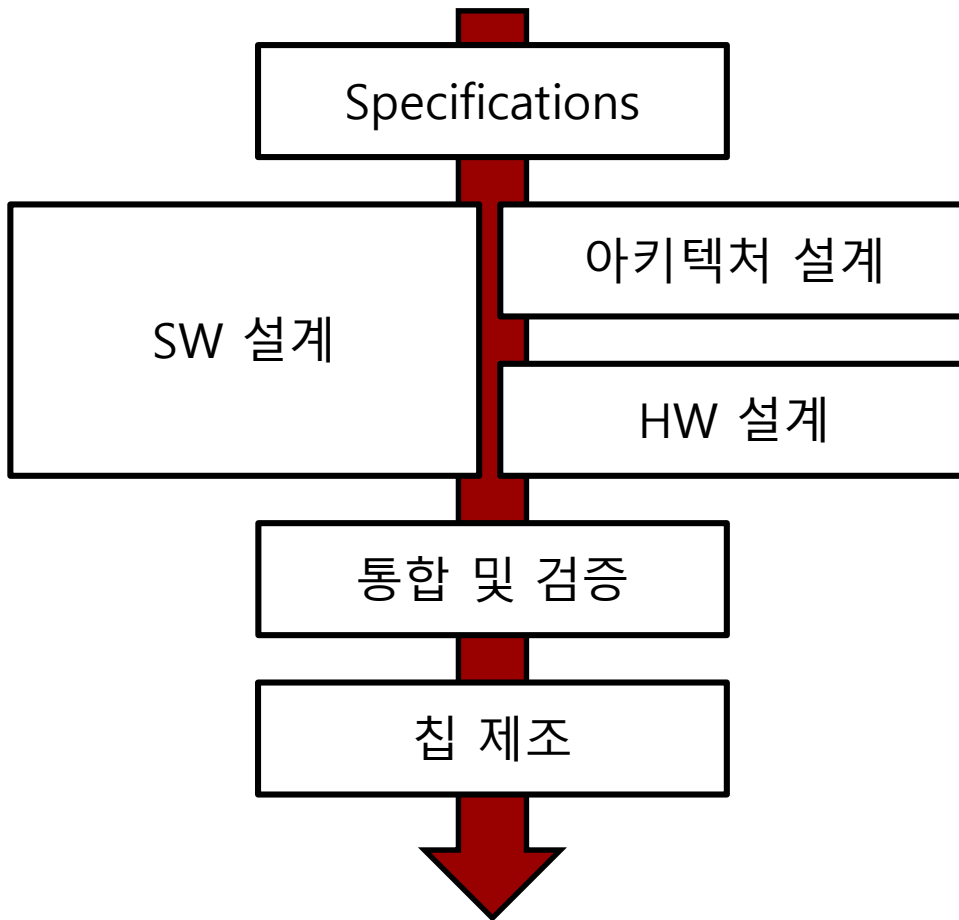 Specifications
SW 설계
아키텍처 설계
HW 설계
통합 및 검증
칩 제조